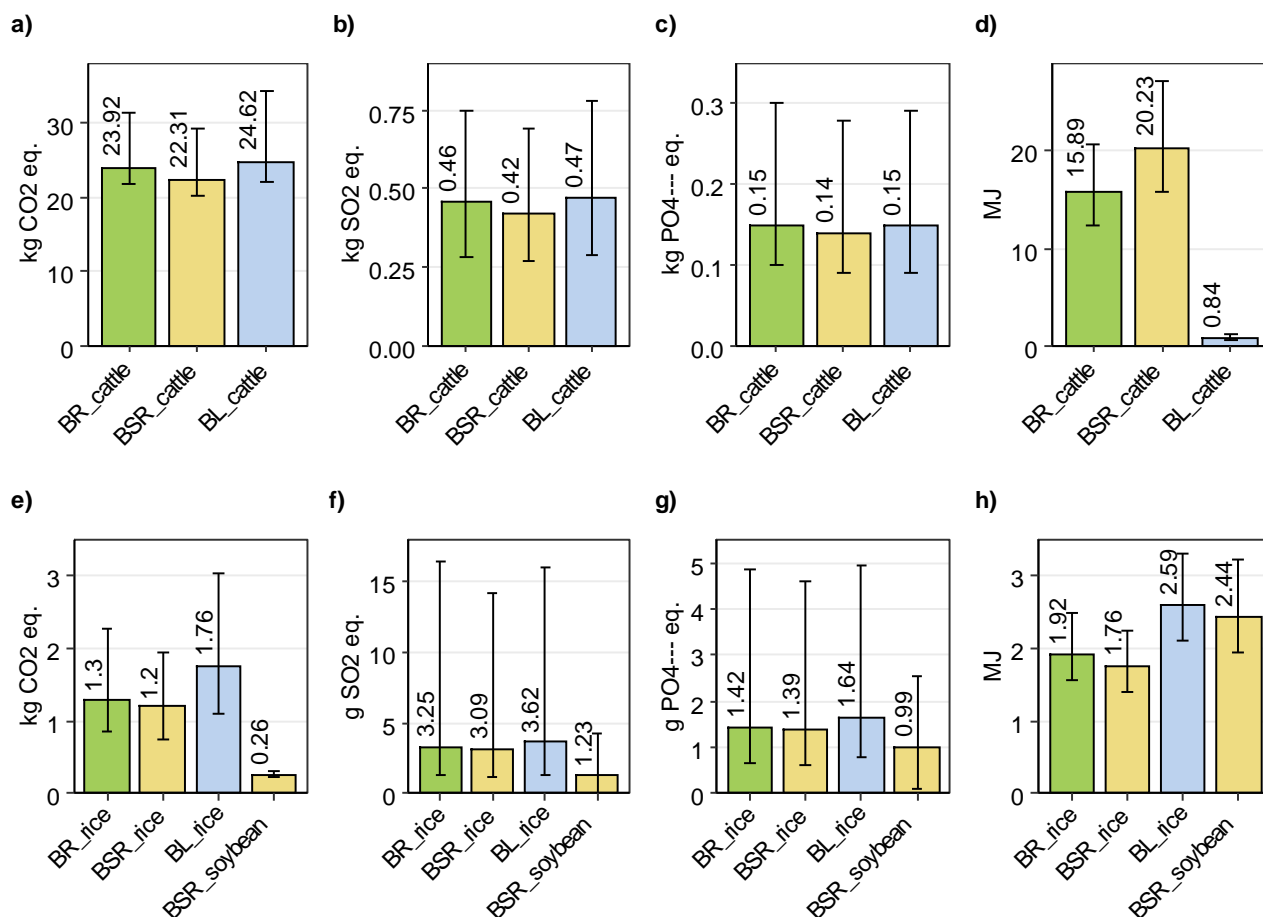 a)
kg CO2 eq.
30
20
10
0
23.92
22.31
24.62
BR_cattle
BSR_cattle
BL_cattle
b)
kg SO2 eq.
0.75
0.50
0.25
0.00
0.46
0.42
0.47
BR_cattle
BSR_cattle
BL_cattle
c)
kg PO4--- eq.
0.3
0.2
0.1
0.0
0.15
0.14
0.15
BR_cattle
BSR_cattle
BL_cattle
d)
MJ
20
10
0
15.89
20.23
0.84
BR_cattle
BSR_cattle
BL_cattle
e)
kg CO2 eq.
3
2
1
0
1.3
1.2
1.76
0.26
BR_rice
BSR_rice
BL_rice
BSR_soybean
f)
g SO2 eq.
15
10
5
0
3.25
3.09
3.62
1.23
BR_rice
BSR_rice
BL_rice
BSR_soybean
g)
g PO4--- eq.
5
4
3
2
1
0
1.42
1.39
1.64
0.99
BR_rice
BSR_rice
BL_rice
BSR_soybean
h)
MJ
3
2
1
0
1.92
1.76
2.59
2.44
BR_rice
BSR_rice
BL_rice
BSR_soybean